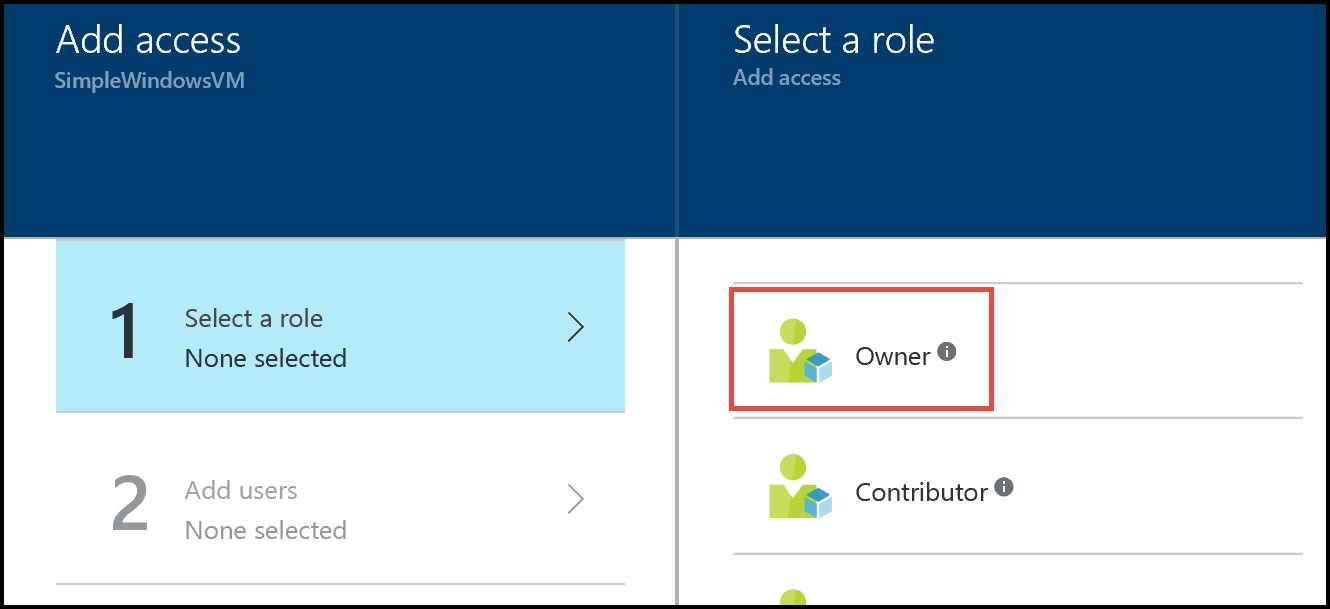 Add access
SimpleWindowsVM
1
Select a role
None selected
2
Add users
None selected
Select a role
Add access
Owner
Contributor